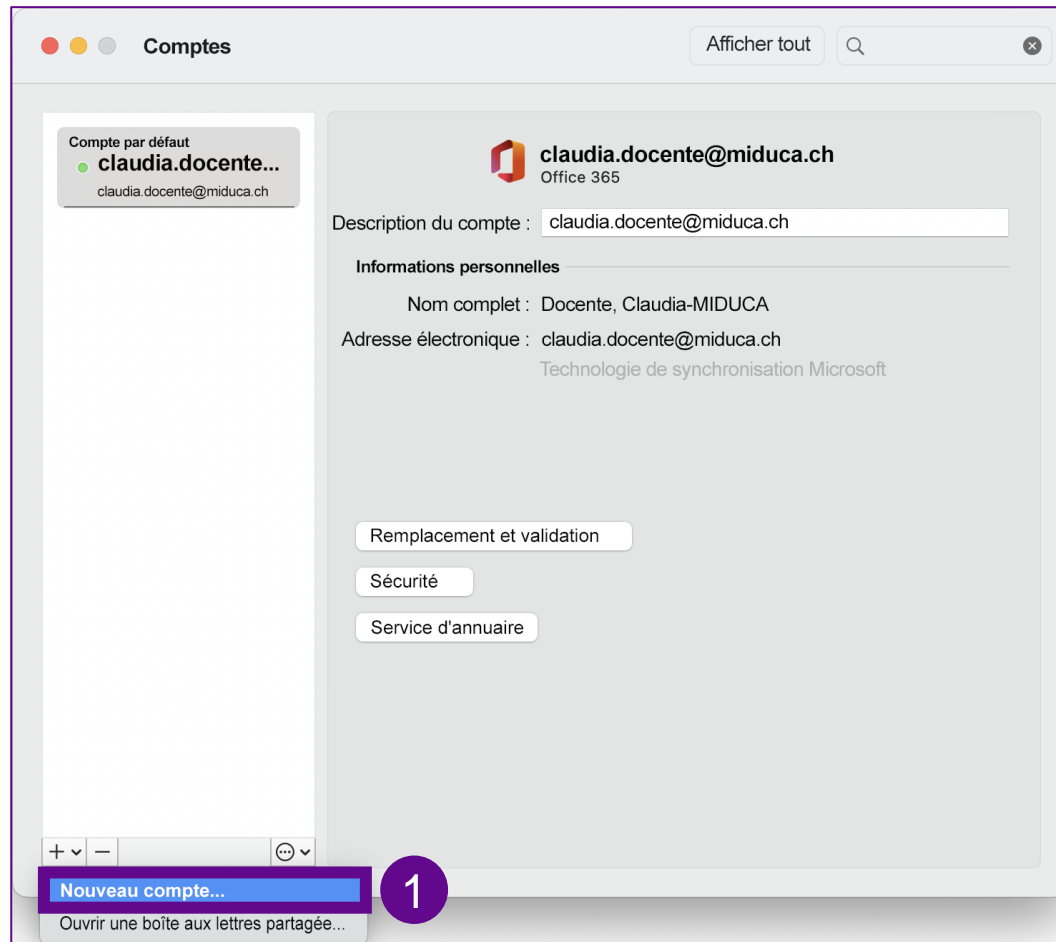 Comptes
Afficher tout
Compte par défaut
claudia.docente...
claudia.docente@miduca.ch
claudia.docente@miduca.ch
Office 365
Description du compte : claudia.docente@miduca.ch
Informations personnelles
Nom complet : Docente, Claudia-MIDUCA
Adresse électronique : claudia.docente@miduca.ch
Technologie de synchronisation Microsoft
Remplacement et validation
Sécurité
Service d'annuaire
Nouveau compte...
1
Ouvrir une boîte aux lettres partagée...